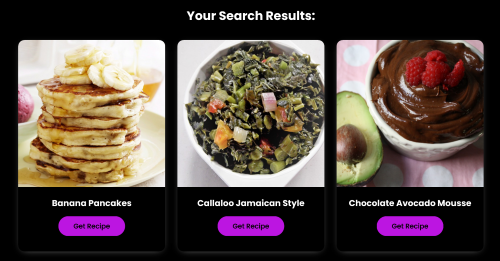 Your Search Results:
Banana Pancakes
Get Recipe
Callaloo Jamaican Style
Get Recipe
Chocolate Avocado Mousse
Get Recipe